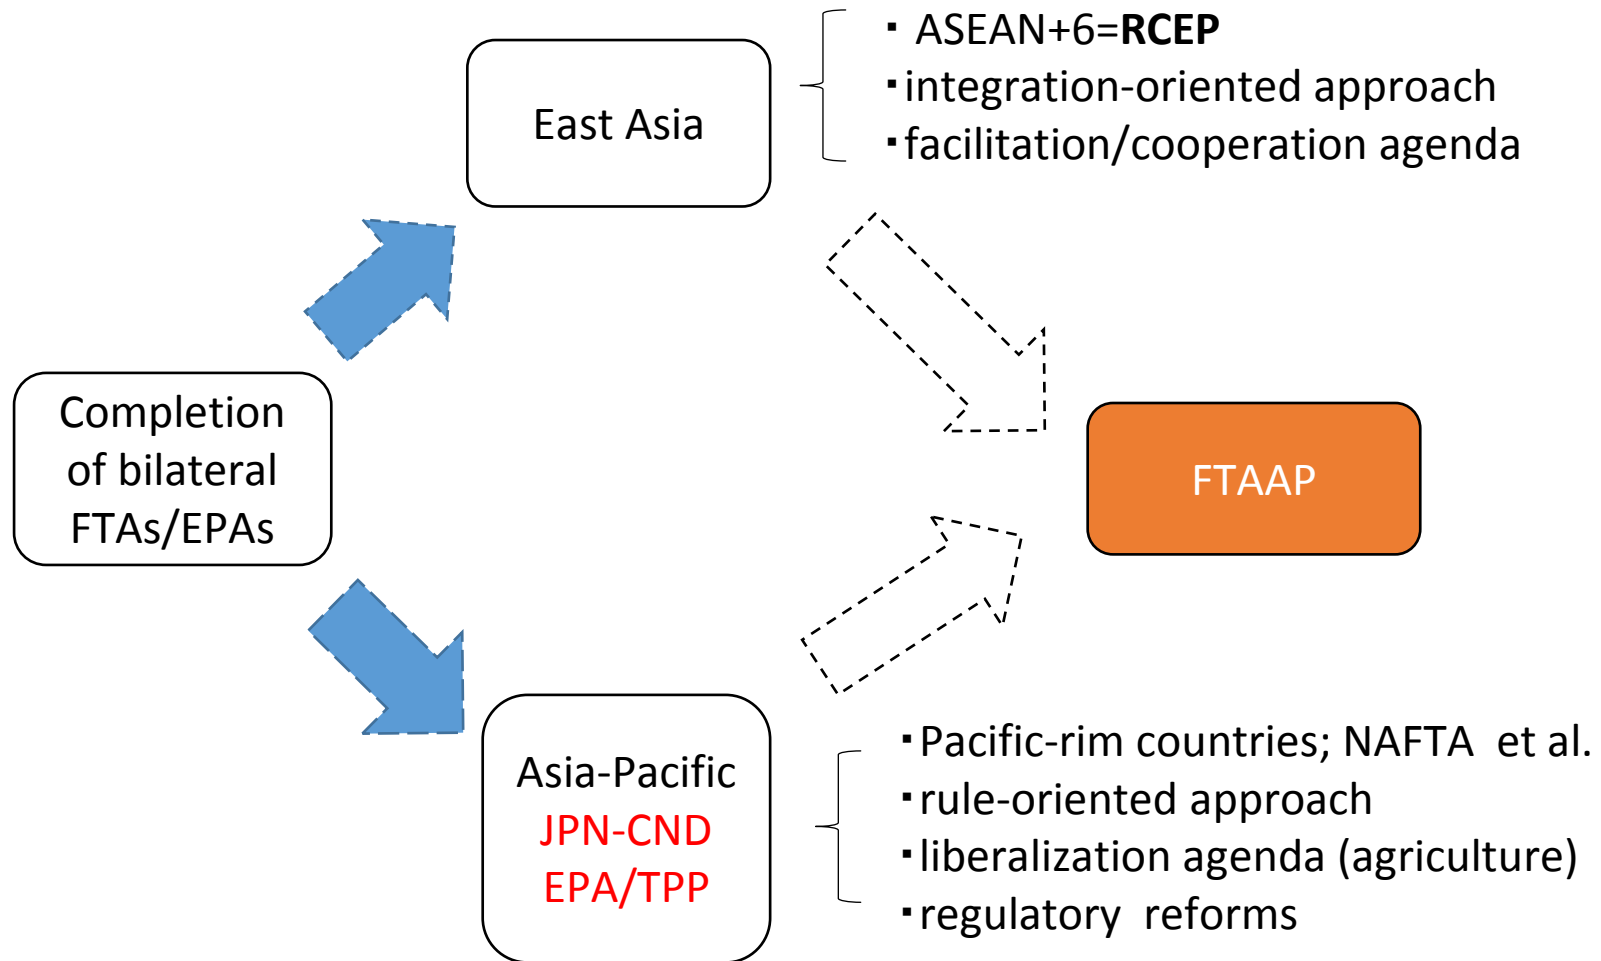 ・ ASEAN+6=RCEP
・integration-oriented approach
・facilitation/cooperation agenda
East Asia
Completion
of bilateral
FTAs/EPAs
FTAAP
Asia-Pacific
JPN-CND
EPA/TPP
・Pacific-rim countries; NAFTA et al.
・rule-oriented approach
・liberalization agenda (agriculture)
・regulatory reforms